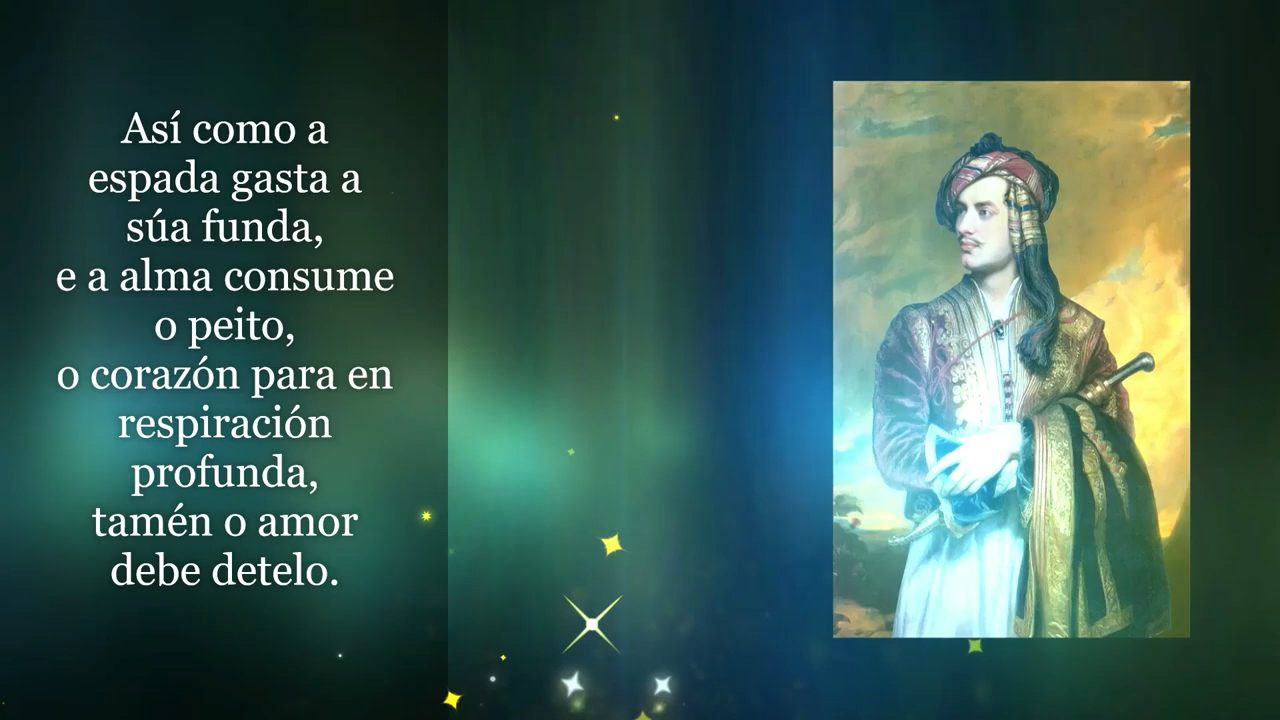 Así como a
espada gasta a
súa funda,
e a alma consume
o peito,
o corazón para en
respiración
profunda,
tamén o amor
debe detelo.